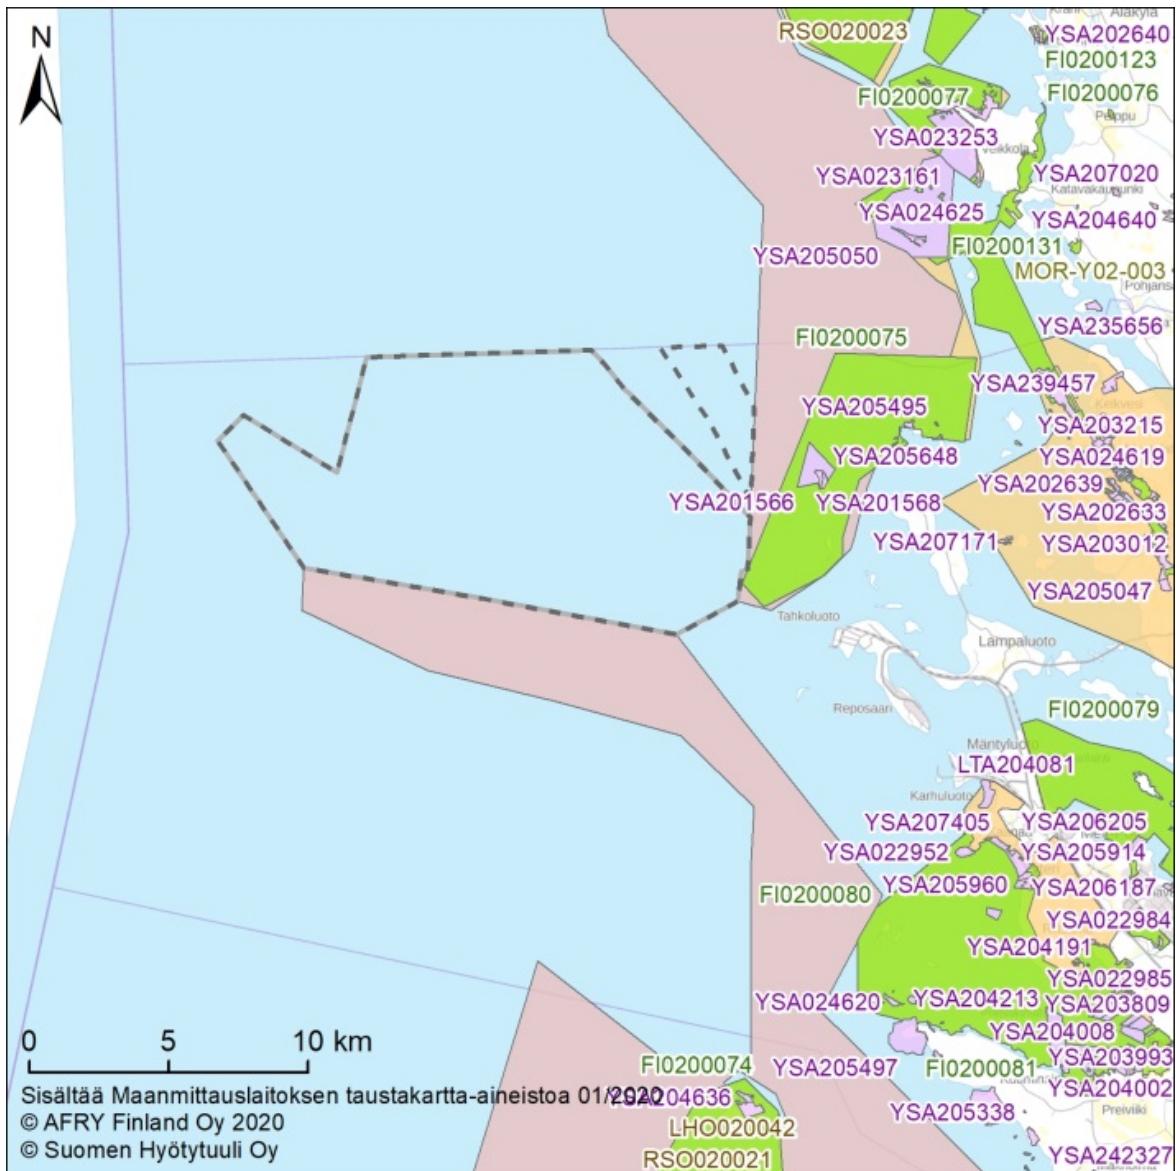 N
RSO020023
Alakylä
YSA202640
FI0200123
FI0200077
FI0200076
Pelppu
YSA023253
Veikkola
YSA023161
YSA207020
Katavakaupunki
YSA024625
YSA204640
FI0200131
YSA205050
MOR-Y02-003
YSA235656
FI0200075
YSA239457
YSA205495
YSA203215
YSA205648
YSA024619
YSA202639
YSA201566
YSA201568
YSA202633
YSA207171
YSA203012
YSA205047
Tahkoluoto
Lampaluoto
Reposaari
FI0200079
Mäntyluoto
LTA204081
Karhuluoto
YSA207405
YSA206205
YSA022952
YSA205914
FI0200080
YSA205960
YSA206187
YSA022984
YSA204191
YSA022985
YSA024620
YSA204213
YSA203809
YSA204008
FI0200074
YSA205497
FI0200081
YSA203993
YSA204636
YSA204002
YSA205338
Preiviiki
LHO020042
RSO020021
YSA242327
0 5 10 km
Sisältää Maanmittauslaitoksen taustakartta-aineistoa 01/2020
© AFRY Finland Oy 2020
© Suomen Hyötytuuli Oy